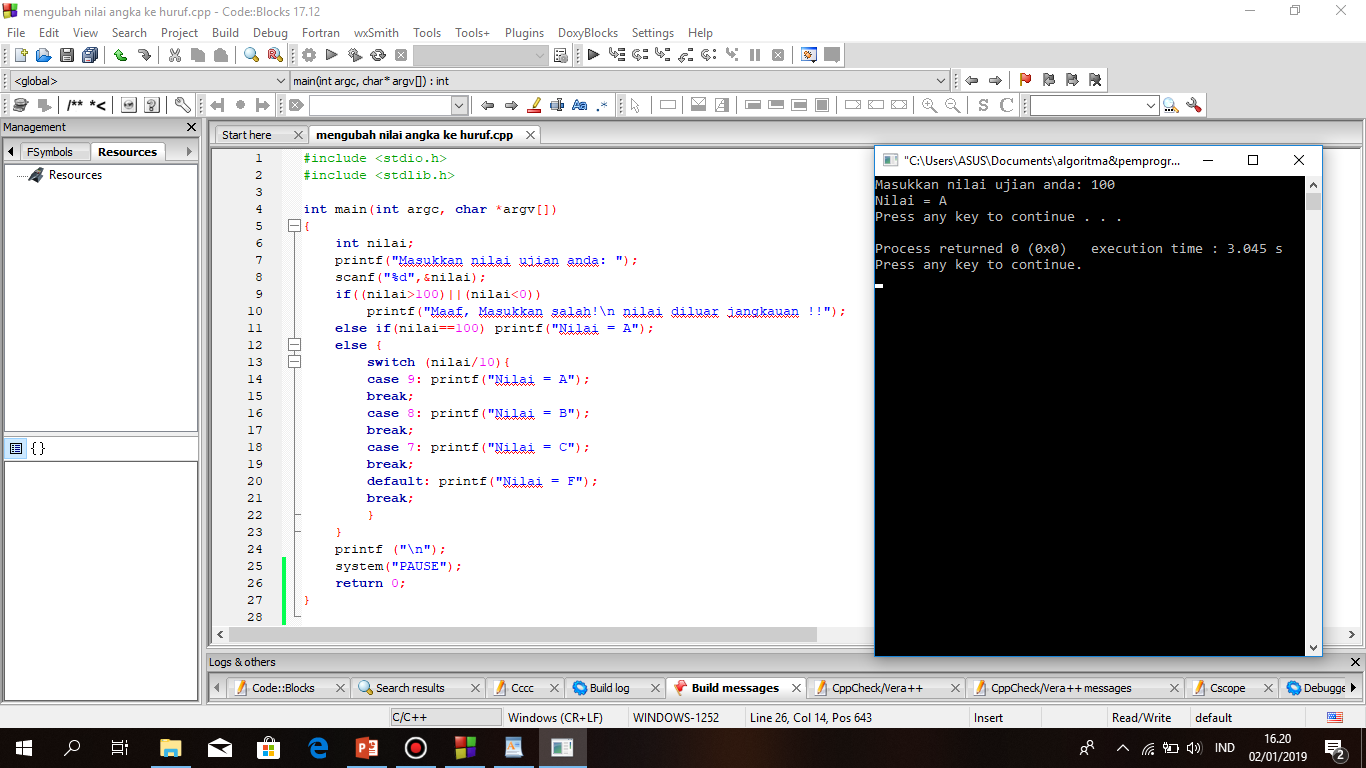 mengubah nilai angka ke huruf.cpp - Code::Blocks 17.12
File Edit View Search Project Build Debug Fortran wxSmith Tools Tools+ Plugins DoxyBlocks Settings Help
<global> main(int argc, char* argv[]) : int
/** *<
Aa .*
S C
Management
FSymbols Resources
Resources
{}
Start here mengubah nilai angka ke huruf.cpp
1 #include <stdio.h>
2 #include <stdlib.h>
3
4 int main(int argc, char *argv[])
5 {
6 int nilai;
7 printf("Masukkan nilai ujian anda: ");
8 scanf("%d",&nilai);
9 if((nilai>100)||(nilai<0))
10 printf("Maaf, Masukkan salah!\n nilai diluar jangkauan !!");
11 else if(nilai==100) printf("Nilai = A");
12 else {
13 switch (nilai/10){
14 case 9: printf("Nilai = A");
15 break;
16 case 8: printf("Nilai = B");
17 break;
18 case 7: printf("Nilai = C");
19 break;
20 default: printf("Nilai = F");
21 break;
22 }
23 }
24 printf ("\n");
25 system("PAUSE");
26 return 0;
27 }
28
"C:\Users\ASUS\Documents\algoritma&pemprogr...
Masukkan nilai ujian anda: 100
Nilai = A
Press any key to continue . . .
Process returned 0 (0x0) execution time : 3.045 s
Press any key to continue.
Logs & others
Code::Blocks Search results Cccc Build log Build messages CppCheck/Vera++ CppCheck/Vera++ messages Cscope Debugge
C/C++ Windows (CR+LF) WINDOWS-1252 Line 26, Col 14, Pos 643 Insert Read/Write default
IND
16.20
02/01/2019
2